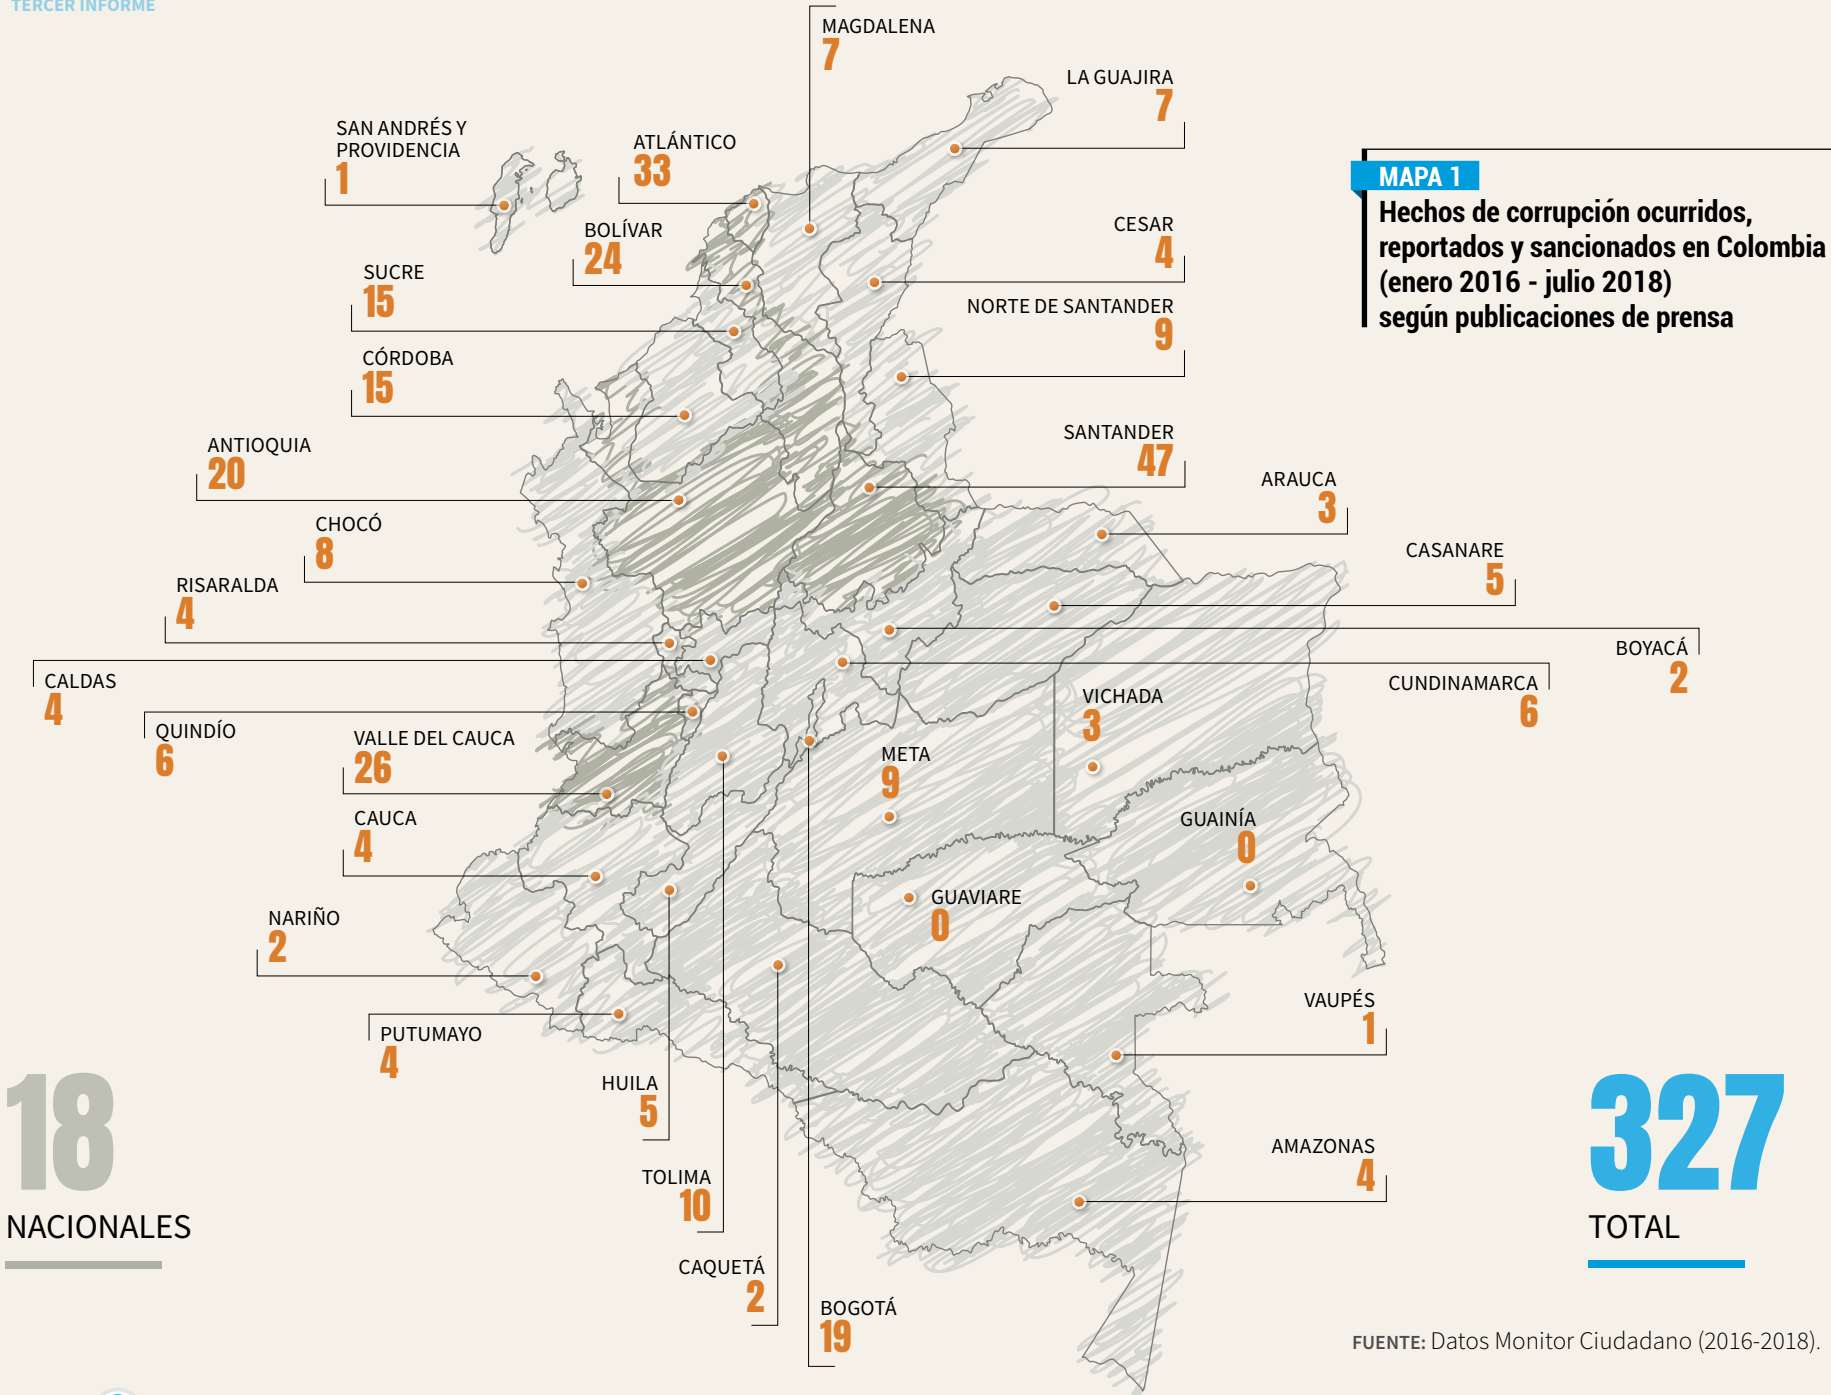 TERCER INFORME
MAGDALENA
7
LA GUAJIRA
7
SAN ANDRÉS Y
PROVIDENCIA
1
ATLÁNTICO
33
MAPA 1
Hechos de corrupción ocurridos,
reportados y sancionados en Colombia
(enero 2016 - julio 2018)
según publicaciones de prensa
BOLÍVAR
24
CESAR
4
SUCRE
15
NORTE DE SANTANDER
9
CÓRDOBA
15
ANTIOQUIA
20
SANTANDER
47
ARAUCA
3
CHOCÓ
8
CASANARE
5
RISARALDA
4
BOYACÁ
2
CALDAS
4
CUNDINAMARCA
6
VICHADA
3
QUINDÍO
6
VALLE DEL CAUCA
26
META
9
CAUCA
4
GUAINÍA
0
GUAVIARE
0
NARIÑO
2
VAUPÉS
1
PUTUMAYO
4
HUILA
5
18
NACIONALES
327
TOTAL
AMAZONAS
4
TOLIMA
10
CAQUETÁ
2
BOGOTÁ
19
FUENTE: Datos Monitor Ciudadano (2016-2018).